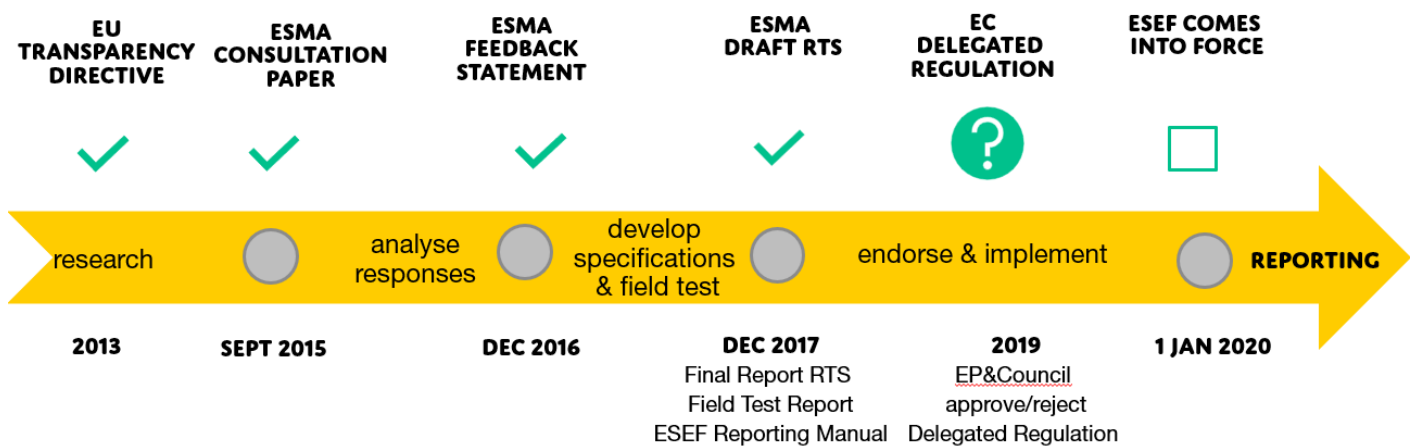 EU
TRANSPARENCY
DIRECTIVE
ESMA
CONSULTATION
PAPER
ESMA
FEEDBACK
STATEMENT
ESMA
DRAFT RTS
EC
DELEGATED
REGULATION
ESEF COMES
INTO FORCE
?
research
analyse
responses
develop
specifications
& field test
endorse & implement
REPORTING
2013
SEPT 2015
DEC 2016
DEC 2017
Final Report RTS
Field Test Report
ESEF Reporting Manual
2019
EP&Council
approve/reject
Delegated Regulation
1 JAN 2020